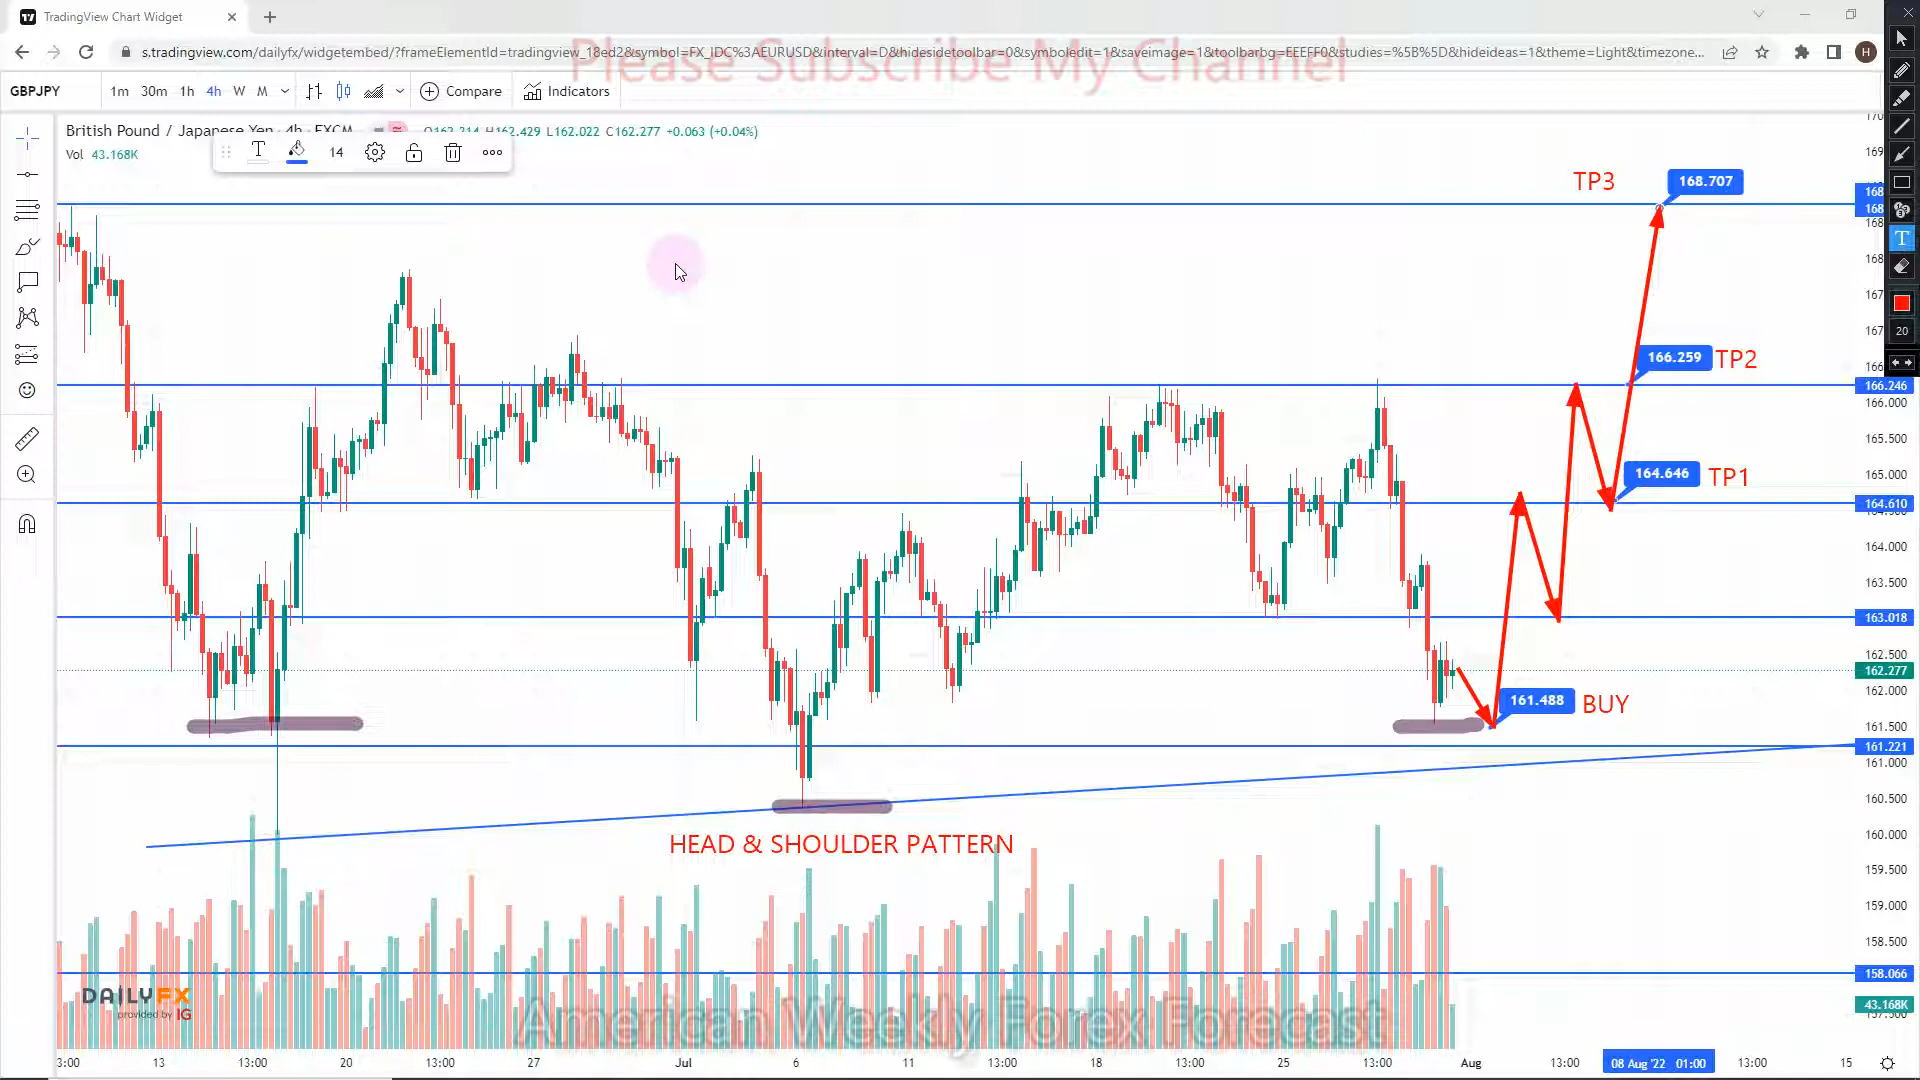 TradingView Chart Widget
s.tradingview.com/dailyfx/widgetembed/?frameElementId=tradingview_18ed2&symbol=FX_IDC%3AEURUSD&interval=D&hidesidetoolbar=0&symboledit=1&saveimage=1&toolbarbg=EEEFF0&studies=%5B%5D&hideideas=1&theme=Light&timezone...
H
Please Subscribe My Channel
GBPJPY 1m 30m 1h 4h W M Compare Indicators
British Pound / Japanese Yen 4h FXCM O162.214 H162.429 L162.022 C162.277 +0.063 (+0.04%)
Vol 43.168K
T 14
TP3 168.707
166.259 TP2
164.646 TP1
161.488 BUY
HEAD & SHOULDER PATTERN
166.246
166.000
165.500
165.000
164.610
164.000
163.500
163.018
162.500
162.277
162.000
161.500
161.221
161.000
160.500
160.000
159.500
159.000
158.500
158.066
43.168K
20
DAILYFX
provided by IG
American Weekly Forex Forecast
3:00 13 13:00 20 13:00 27 Jul 6 11 13:00 18 13:00 25 13:00 Aug 13:00 08 Aug '22 01:00 13:00 15